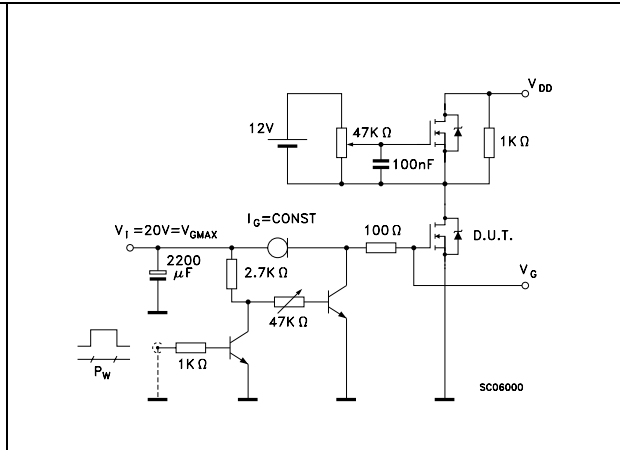 V DD
12V
47K Ω
1K Ω
100nF
I G=CONST
V I =20V=V GMAX
100 Ω
D.U.T.
2200
μF
2.7K Ω
V G
47K Ω
1K Ω
P W
SC06000